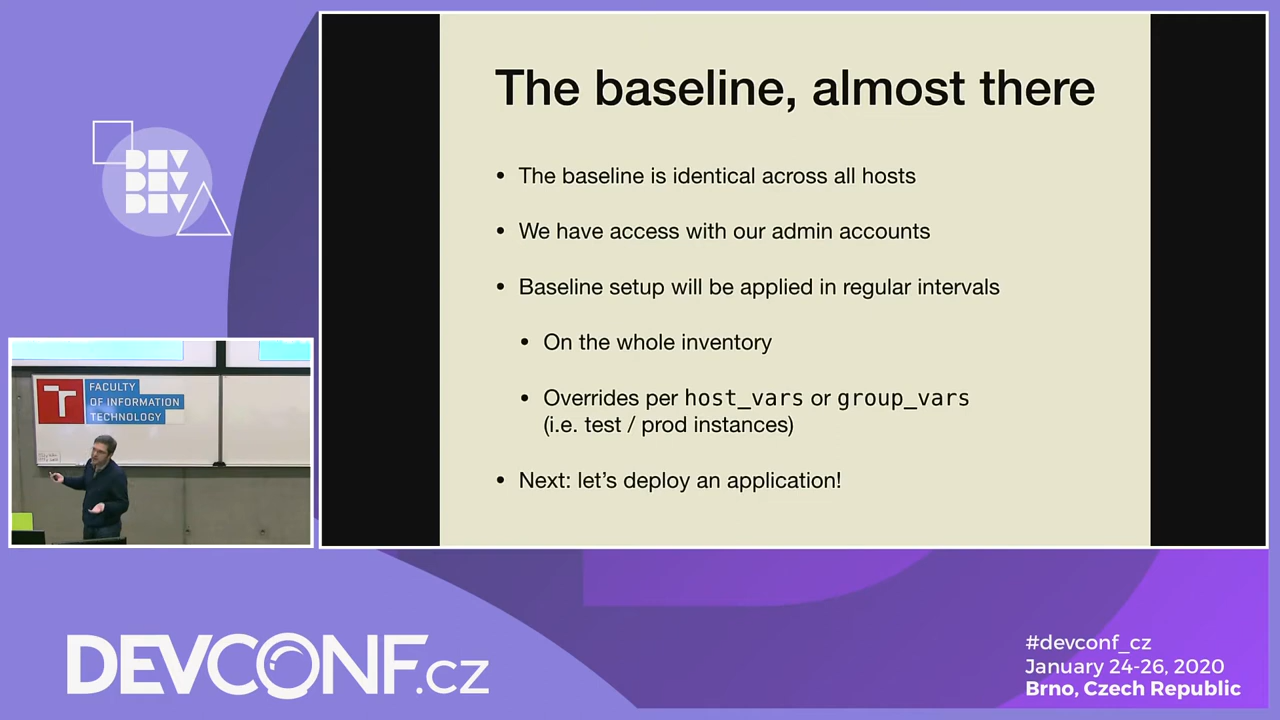 The baseline, almost there
• The baseline is identical across all hosts
• We have access with our admin accounts
• Baseline setup will be applied in regular intervals
• On the whole inventory
• Overrides per host_vars or group_vars
(i.e. test / prod instances)
• Next: let’s deploy an application!
DEV
DEV
DEV
FACULTY
OF INFORMATION
TECHNOLOGY
DEVCONF.cz
#devconf_cz
January 24-26, 2020
Brno, Czech Republic